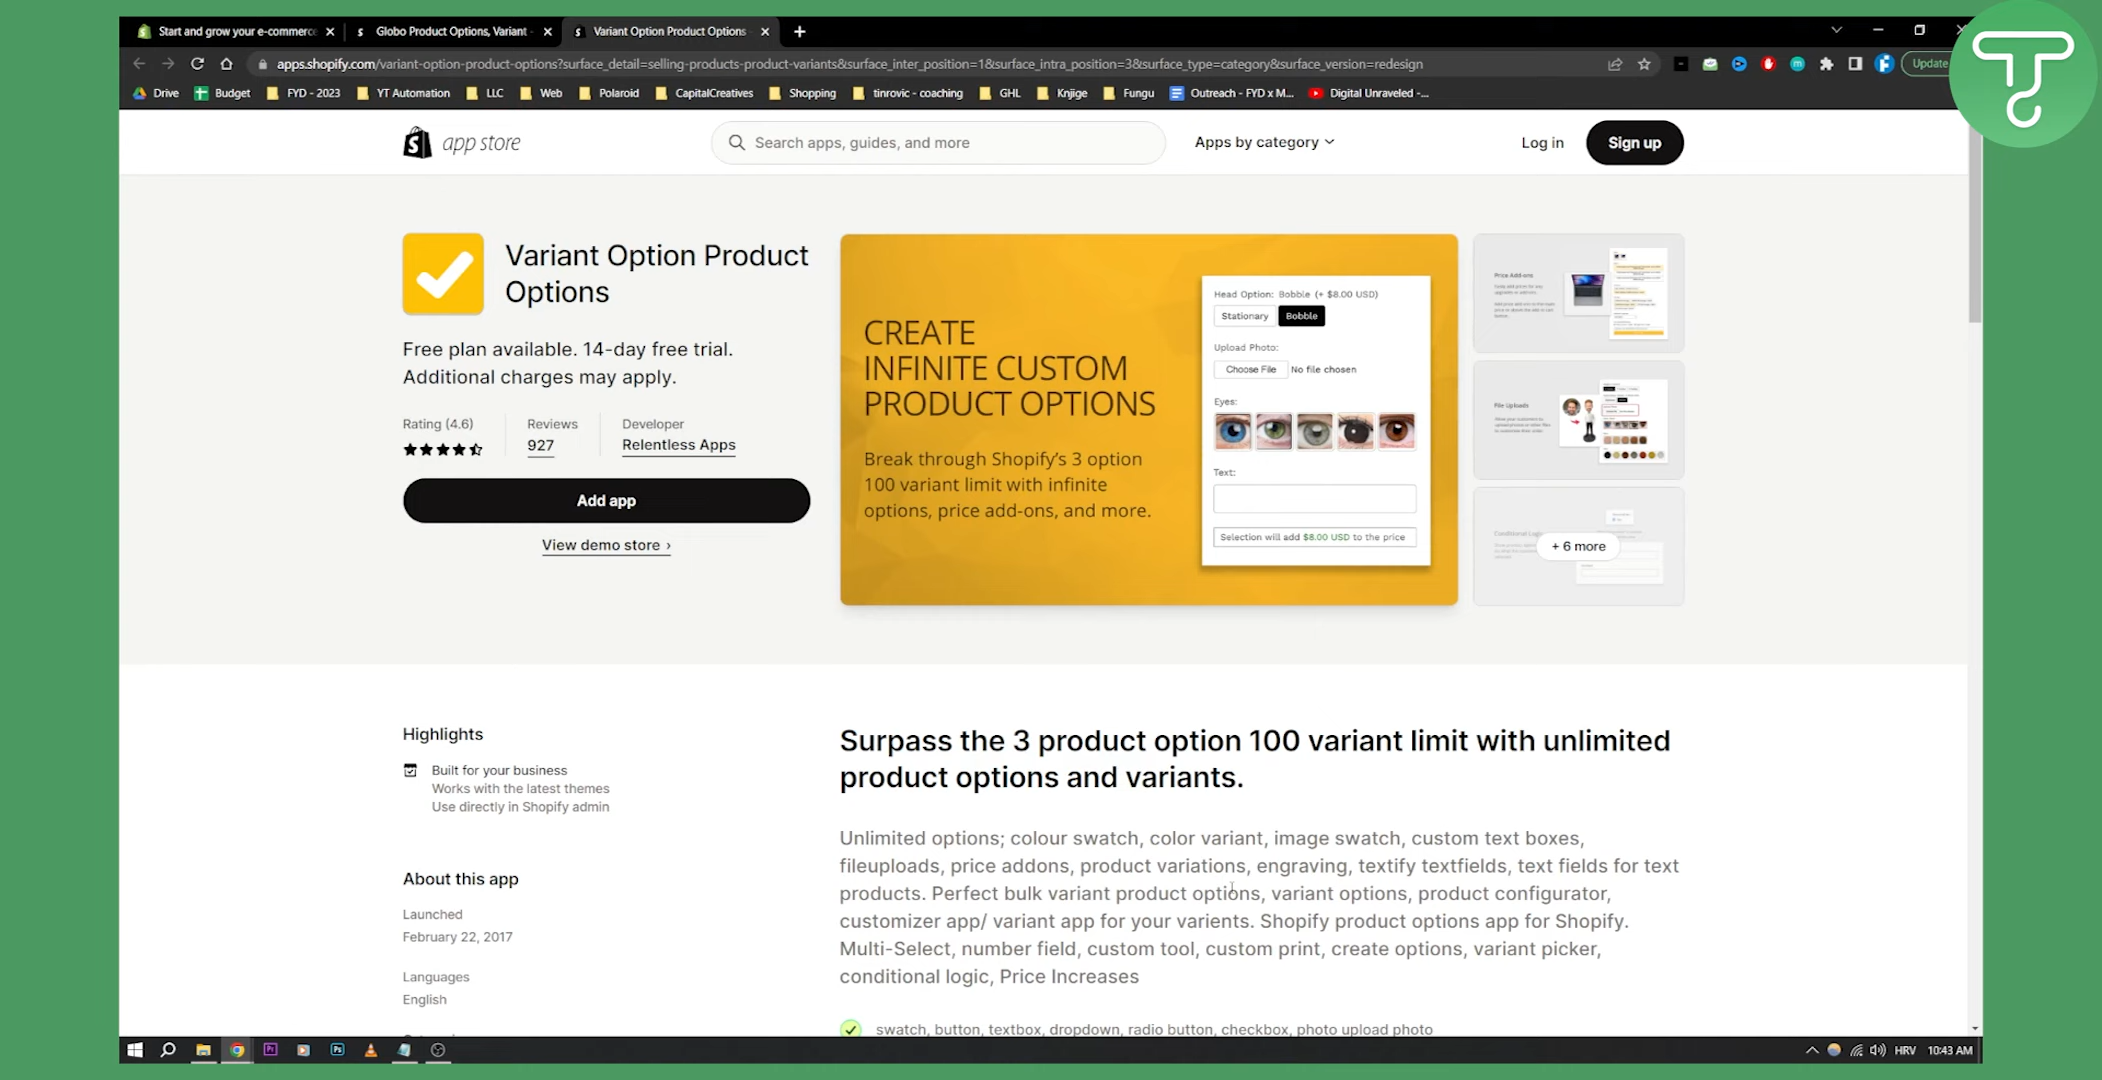 Start and grow your e-commerce
Globo Product Options, Variant
Variant Option Product Options
apps.shopify.com/variant-option-product-options?surface_detail=selling-products-product-variants&surface_inter_position=1&surface_intra_position=3&surface_type=category&surface_version=redesign
Update
Drive
Budget
FYD - 2023
YT Automation
LLC
Web
Polaroid
CapitalCreatives
Shopping
tinrovic - coaching
GHL
Knjige
Fungu
Outreach - FYD x M...
Digital Unraveled -...
app store
Search apps, guides, and more
Apps by category
Log in
Sign up
Variant Option Product
Options
Free plan available. 14-day free trial.
Additional charges may apply.
Rating (4.6)
Reviews
927
Developer
Relentless Apps
Add app
View demo store ›
CREATE
INFINITE CUSTOM
PRODUCT OPTIONS
Break through Shopify's 3 option
100 variant limit with infinite
options, price add-ons, and more.
Head Option: Bobble (+ $8.00 USD)
Stationary
Bobble
Upload Photo:
Choose File No file chosen
Eyes:
Text:
Selection will add $8.00 USD to the price
Price Add-ons
File Uploads
Conditional Logic
+ 6 more
Highlights
Built for your business
Works with the latest themes
Use directly in Shopify admin
About this app
Launched
February 22, 2017
Languages
English
Surpass the 3 product option 100 variant limit with unlimited
product options and variants.
Unlimited options; colour swatch, color variant, image swatch, custom text boxes,
fileuploads, price addons, product variations, engraving, textify textfields, text fields for text
products. Perfect bulk variant product options, variant options, product configurator,
customizer app/ variant app for your varients. Shopify product options app for Shopify.
Multi-Select, number field, custom tool, custom print, create options, variant picker,
conditional logic, Price Increases
swatch, button, textbox, dropdown, radio button, checkbox, photo upload photo
HRV
10:43 AM